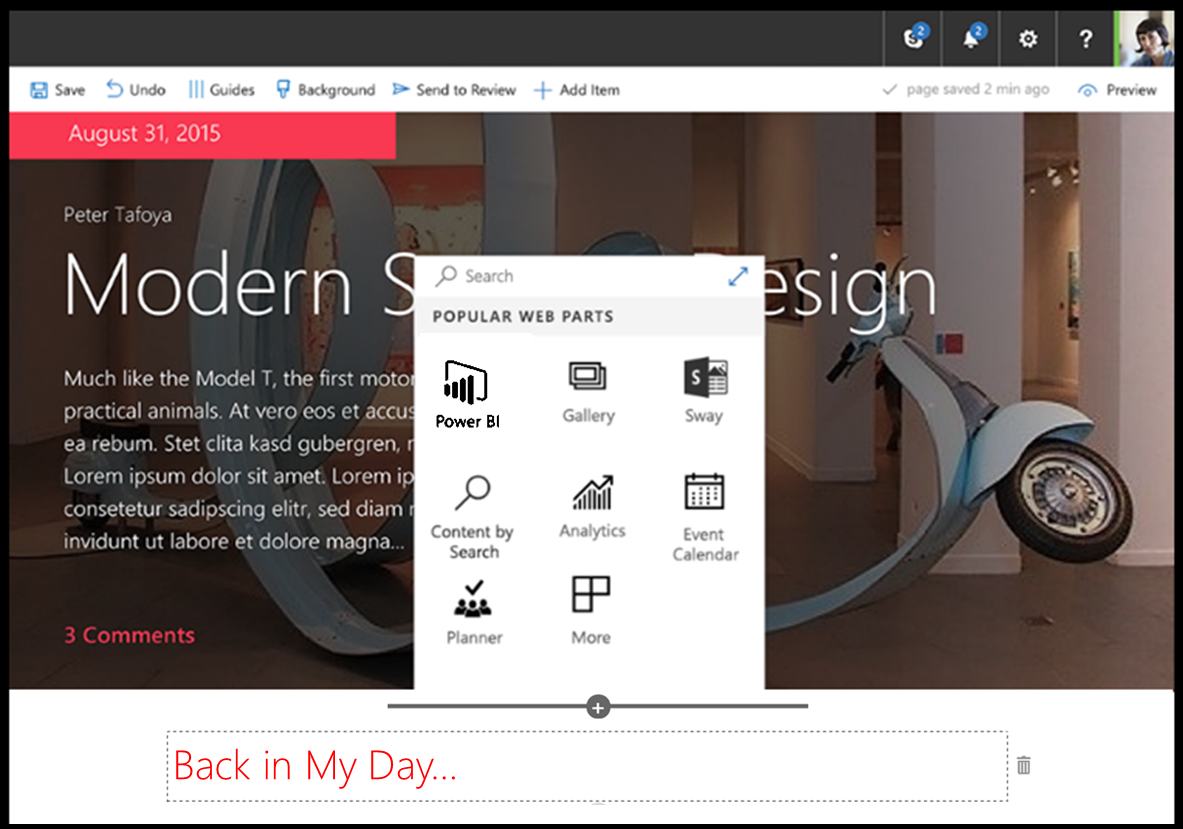 2
2
?
Save
Undo
Guides
Background
Send to Review
Add Item
page saved 2 min ago
Preview
August 31, 2015
Peter Tafoya
Modern S
esign
Much like the Model T, the first motor
practical animals. At vero eos et accus
ea rebum. Stet clita kasd gubergren,
Lorem ipsum dolor sit amet. Lorem ip
consetetur sadipscing elitr, sed diam
invidunt ut labore et dolore magna...
3 Comments
Search
POPULAR WEB PARTS
Power BI
Gallery
S
Sway
Content by
Search
Analytics
Event
Calendar
Planner
More
Back in My Day...